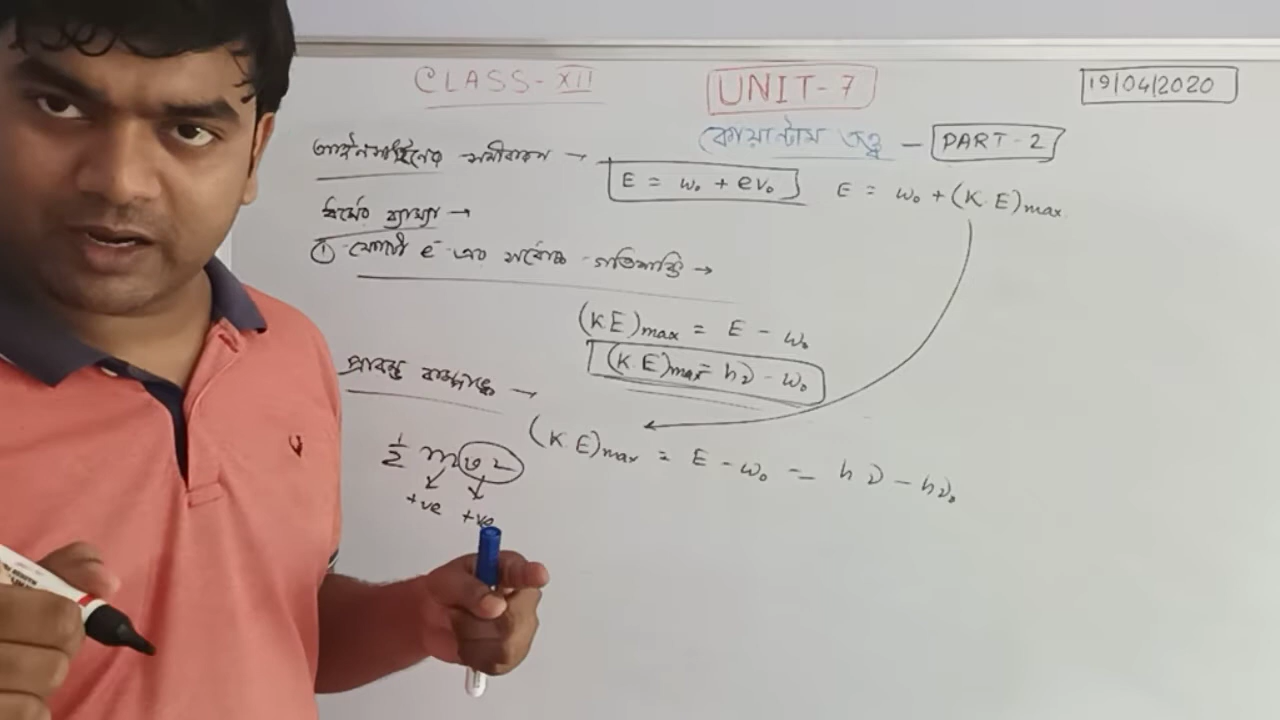 CLASS-XII
UNIT-7
19/04/2020
কোয়ান্টাম তত্ত্ব — PART-2
আইনস্টাইনের সমীকরণ →
E = w₀ + eV₀
E = w₀ + (K.E)max
ধর্মের ব্যাখ্যা →
① ফোটো e⁻ এর সর্বোচ্চ গতিশক্তি →
(KE)max = E - w₀
(K.E)max = hν - w₀
প্রারম্ভ কম্পাঙ্ক →
(K.E)max = E - w₀ = hν - hν₀
½ mv²
+ve +ve